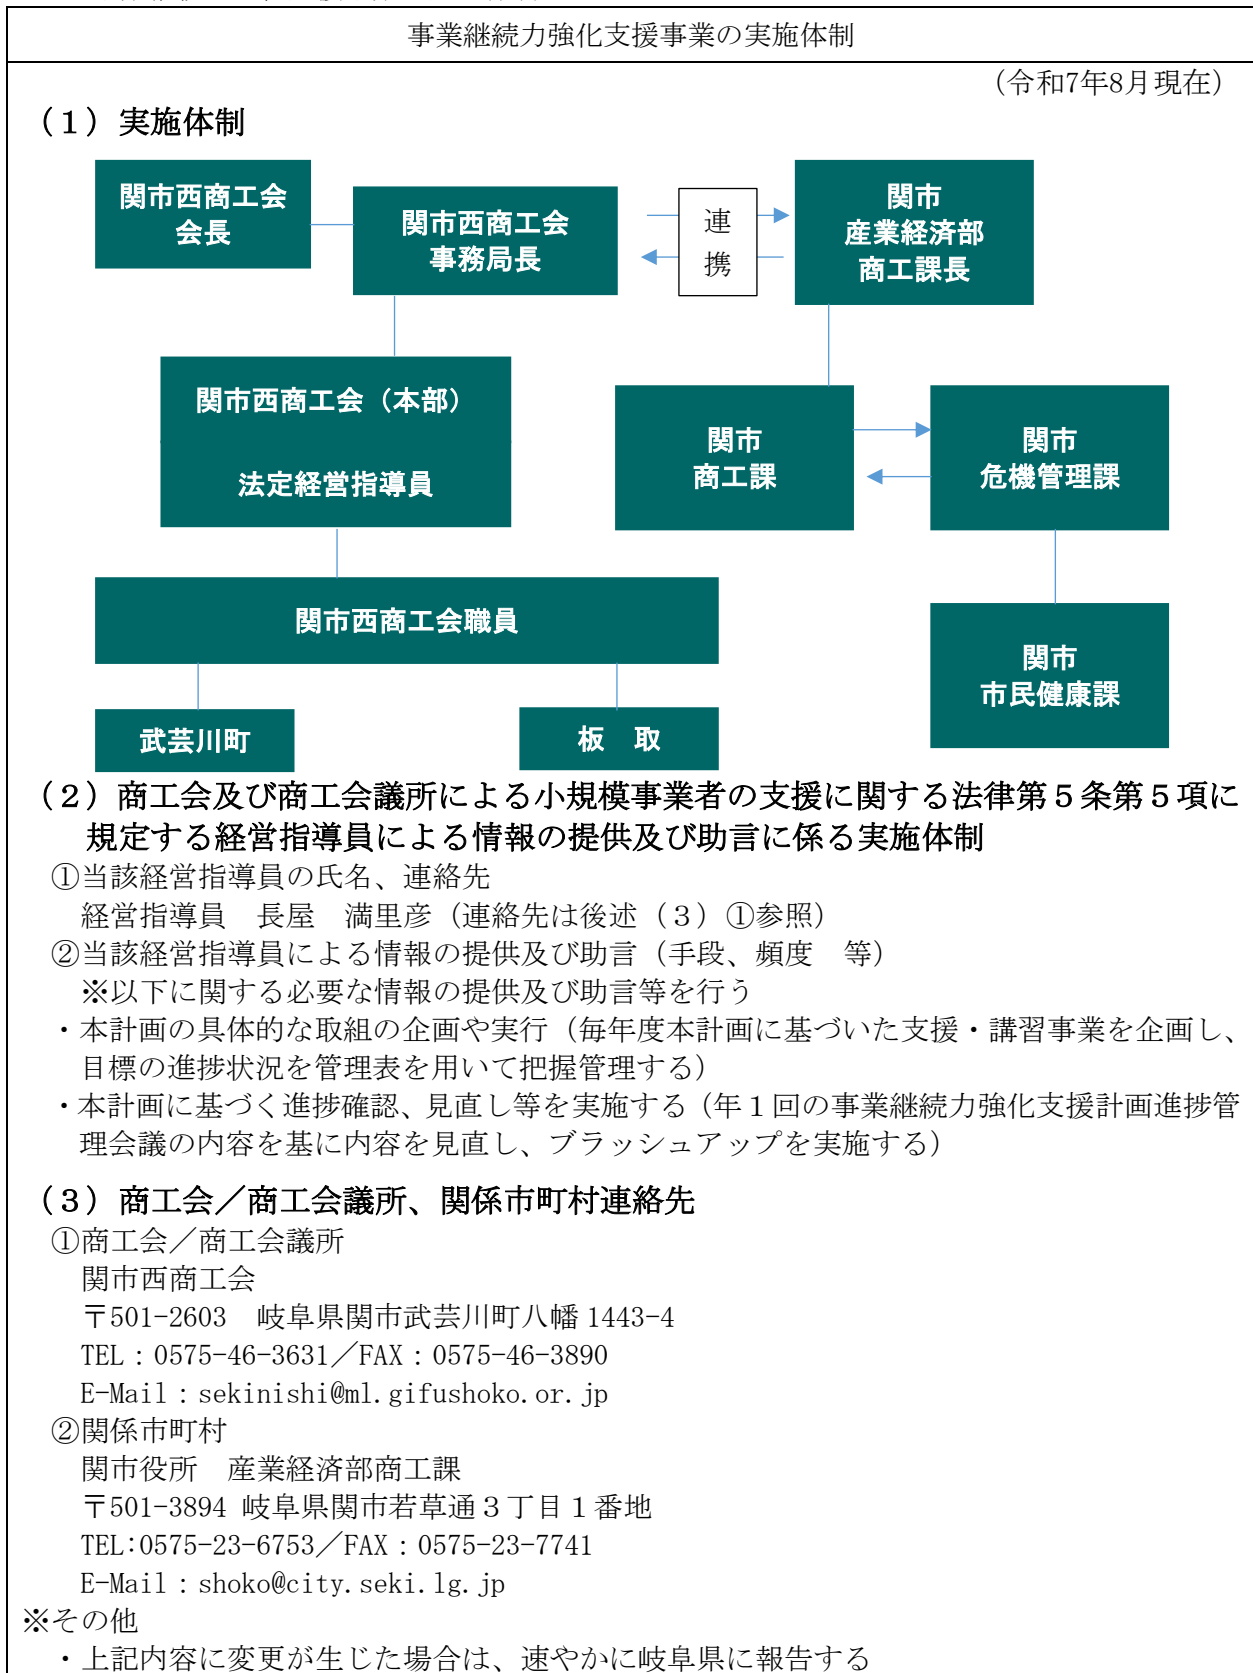 事業継続力強化支援事業の実施体制
（令和7年8月現在）
（１）実施体制
関市西商工会
会長
関市西商工会
事務局長
連
携
関市
産業経済部
商工課長
関市西商工会（本部）
法定経営指導員
関市
商工課
関市
危機管理課
関市西商工会職員
関市
市民健康課
武芸川町
板　取
（２）商工会及び商工会議所による小規模事業者の支援に関する法律第５条第５項に
規定する経営指導員による情報の提供及び助言に係る実施体制
①当該経営指導員の氏名、連絡先
経営指導員　長屋　満里彦（連絡先は後述（３）①参照）
②当該経営指導員による情報の提供及び助言（手段、頻度　等）
※以下に関する必要な情報の提供及び助言等を行う
・本計画の具体的な取組の企画や実行（毎年度本計画に基づいた支援・講習事業を企画し、
目標の進捗状況を管理表を用いて把握管理する）
・本計画に基づく進捗確認、見直し等を実施する（年１回の事業継続力強化支援計画進捗管
理会議の内容を基に内容を見直し、ブラッシュアップを実施する）
（３）商工会／商工会議所、関係市町村連絡先
①商工会／商工会議所
関市西商工会
〒501-2603　岐阜県関市武芸川町八幡 1443-4
TEL：0575-46-3631／FAX：0575-46-3890
E-Mail：sekinishi@ml.gifushoko.or.jp
②関係市町村
関市役所　産業経済部商工課
〒501-3894 岐阜県関市若草通３丁目１番地
TEL:0575-23-6753／FAX：0575-23-7741
E-Mail：shoko@city.seki.lg.jp
※その他
・上記内容に変更が生じた場合は、速やかに岐阜県に報告する